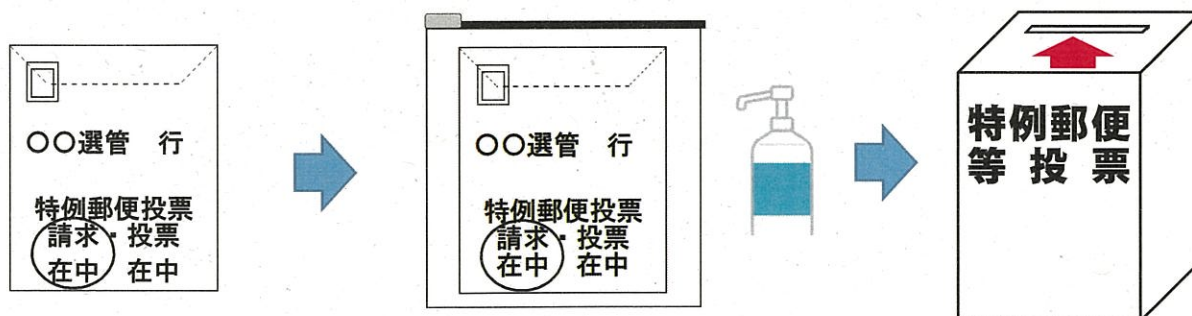 〇〇選管 行
特例郵便投票
請求・投票
在中 在中
〇〇選管 行
特例郵便投票
請求・投票
在中 在中
特例郵便
等投票